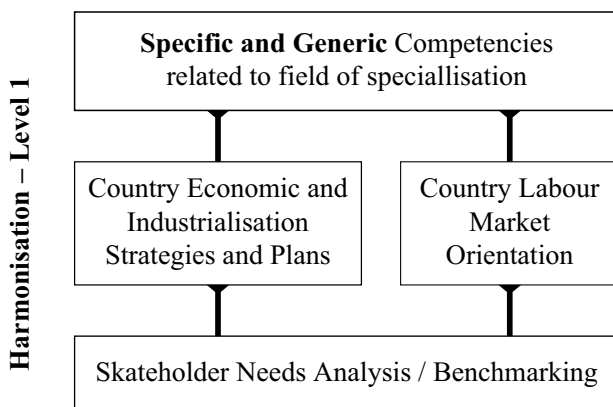 Harmonisation – Level 1
Specific and Generic Competencies
related to field of speciallisation
Country Economic and
Industrialisation
Strategies and Plans
Country Labour
Market
Orientation
Skateholder Needs Analysis / Benchmarking